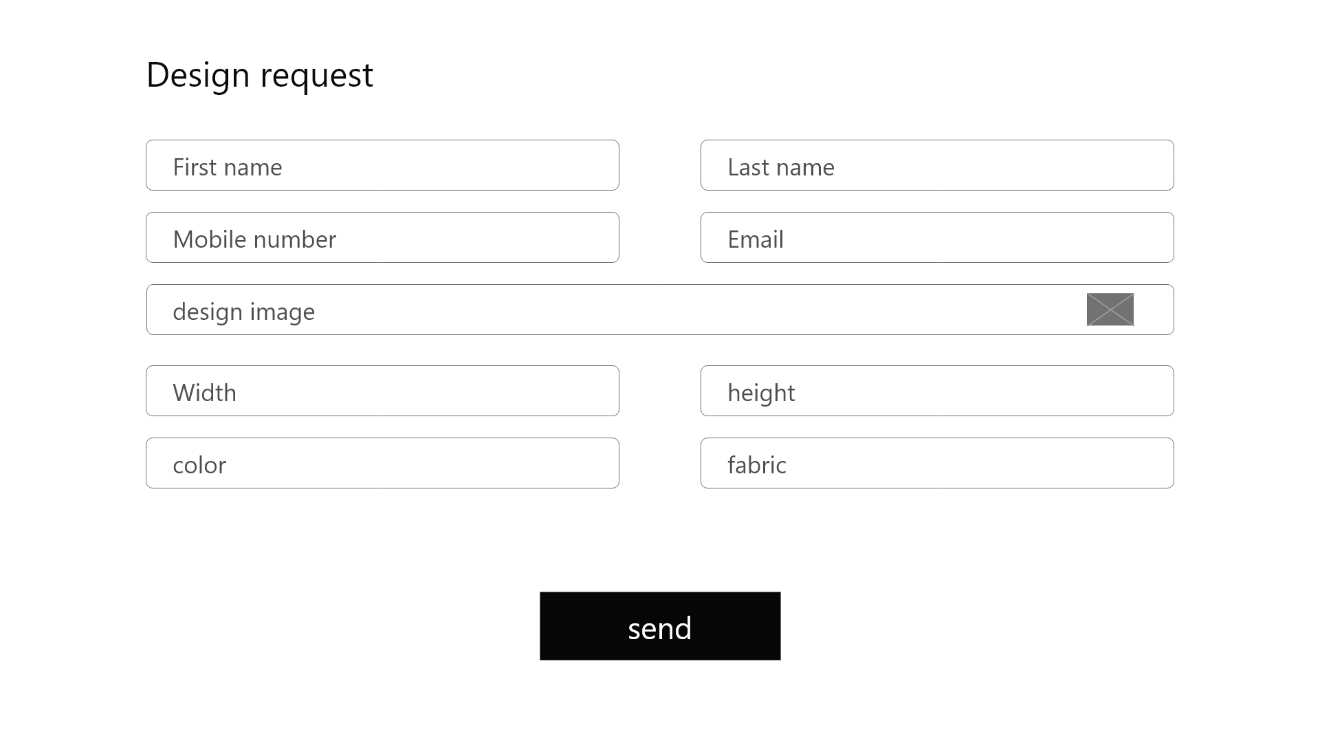 Design request
First name
Last name
Mobile number
Email
design image
Width
height
color
fabric
send